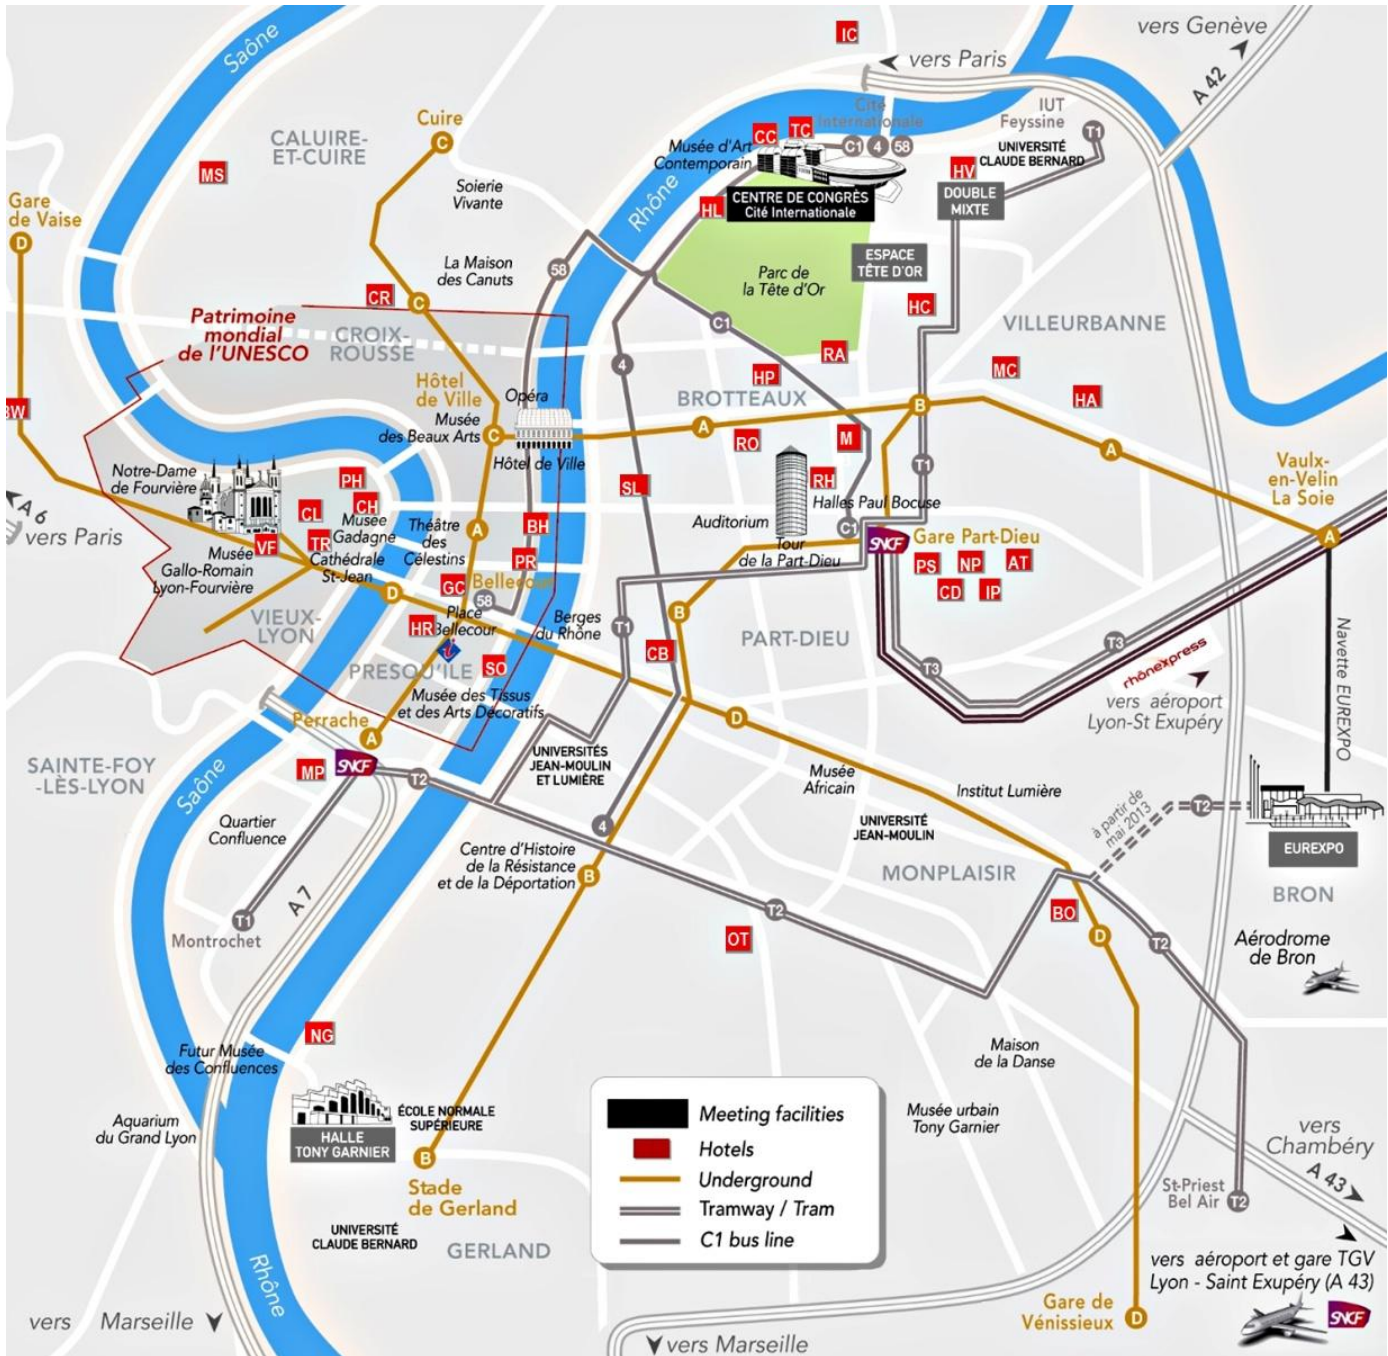 Saône
IC
vers Genève
vers Paris
A 42
Cuire
C
CALUIRE-
ET-CUIRE
MS
CC
TC
Cité
Internationale
C1
4
58
IUT
Feyssine
T1
Musée d'Art
Contemporain
UNIVERSITÉ
CLAUDE BERNARD
HV
DOUBLE
MIXTE
Rhône
HL
CENTRE DE CONGRÈS
Cité Internationale
Soierie
Vivante
Gare
de Vaise
D
ESPACE
TÊTE D'OR
58
La Maison
des Canuts
Parc de
la Tête d'Or
CR
C
HC
C1
VILLEURBANNE
Patrimoine
mondial
de l'UNESCO
CROIX-
ROUSSE
4
RA
HP
MC
HA
Hôtel
de Ville
Opéra
BROTTEAUX
B
BW
Musée
des Beaux Arts
C
A
RO
M
A
Hôtel de Ville
Notre-Dame
de Fourvière
PH
CH
CL
SL
RH
T1
Vaulx-
en-Velin
La Soie
A
A 6
vers Paris
Halles Paul Bocuse
Auditorium
C1
Tour
de la Part-Dieu
Musée
Gadagne
Théâtre
des
Célestins
A
BH
VF
TR
PR
SNCF
Gare Part-Dieu
Musée
Gallo-Romain
Lyon-Fourvière
Cathédrale
St-Jean
GC
Bellecour
PS
NP
AT
CD
IP
D
58
B
VIEUX-
LYON
HR
Place
Bellecour
i
Berges
du Rhône
T1
PART-DIEU
T3
Navette EUREXPO
CB
SO
PRESQU'ILE
T3
rhônexpress
vers aéroport
Lyon-St Exupéry
Musée des Tissus
et des Arts Décoratifs
Perrache
A
D
SAINTE-FOY
-LÈS-LYON
Saône
MP
SNCF
T2
UNIVERSITÉS
JEAN-MOULIN
ET LUMIÈRE
Musée
Africain
Institut Lumière
à partir de
mai 2013
T2
Quartier
Confluence
4
UNIVERSITÉ
JEAN-MOULIN
EUREXPO
Centre d'Histoire
de la Résistance
et de la Déportation
B
MONPLAISIR
BRON
A 7
T1
Montrochet
T2
OT
BO
D
T2
Aérodrome
de Bron
NG
Futur Musée
des Confluences
Maison
de la Danse
Aquarium
du Grand Lyon
HALLE
TONY GARNIER
ÉCOLE NORMALE
SUPÉRIEURE
B
Stade
de Gerland
Musée urbain
Tony Garnier
Meeting facilities
Hotels
Underground
Tramway / Tram
C1 bus line
vers
Chambéry
A 43
St-Priest
Bel Air
T2
UNIVERSITÉ
CLAUDE BERNARD
GERLAND
Rhône
vers aéroport et gare TGV
Lyon - Saint Exupéry (A 43)
SNCF
Gare de
Vénissieux
D
vers Marseille
vers Marseille